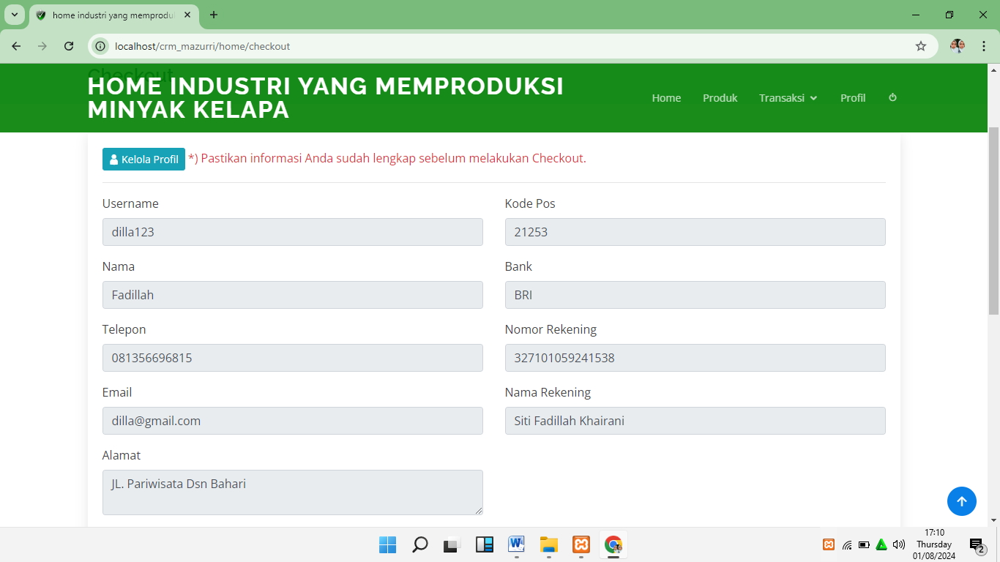 home industri yang memprodu
localhost/crm_mazurri/home/checkout
Checkout
HOME INDUSTRI YANG MEMPRODUKSI
MINYAK KELAPA
Home
Produk
Transaksi
Profil
Kelola Profil *) Pastikan informasi Anda sudah lengkap sebelum melakukan Checkout.
Username
dilla123
Kode Pos
21253
Nama
Fadillah
Bank
BRI
Telepon
081356696815
Nomor Rekening
327101059241538
Email
dilla@gmail.com
Nama Rekening
Siti Fadillah Khairani
Alamat
JL. Pariwisata Dsn Bahari
17:10
Thursday
01/08/2024
2